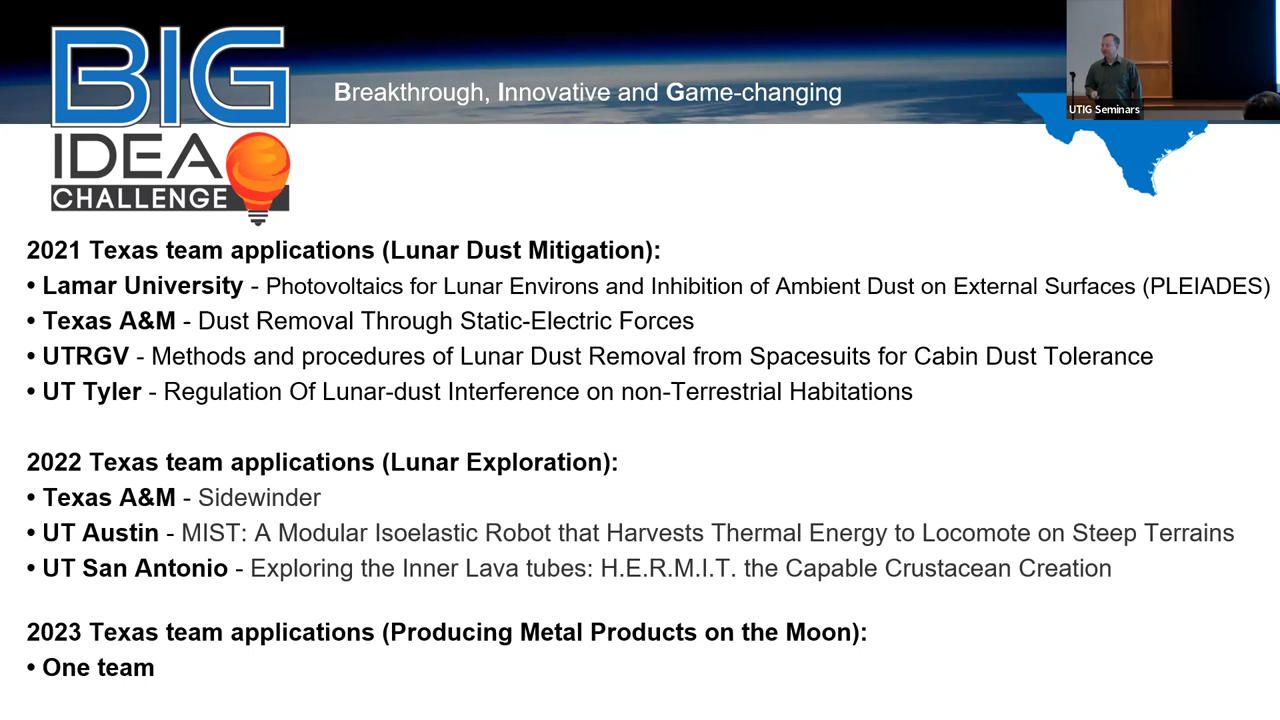 BIG
IDEA
CHALLENGE
Breakthrough, Innovative and Game-changing
UTIG Seminars
2021 Texas team applications (Lunar Dust Mitigation):
• Lamar University - Photovoltaics for Lunar Environs and Inhibition of Ambient Dust on External Surfaces (PLEIADES)
• Texas A&M - Dust Removal Through Static-Electric Forces
• UTRGV - Methods and procedures of Lunar Dust Removal from Spacesuits for Cabin Dust Tolerance
• UT Tyler - Regulation Of Lunar-dust Interference on non-Terrestrial Habitations
2022 Texas team applications (Lunar Exploration):
• Texas A&M - Sidewinder
• UT Austin - MIST: A Modular Isoelastic Robot that Harvests Thermal Energy to Locomote on Steep Terrains
• UT San Antonio - Exploring the Inner Lava tubes: H.E.R.M.I.T. the Capable Crustacean Creation
2023 Texas team applications (Producing Metal Products on the Moon):
• One team